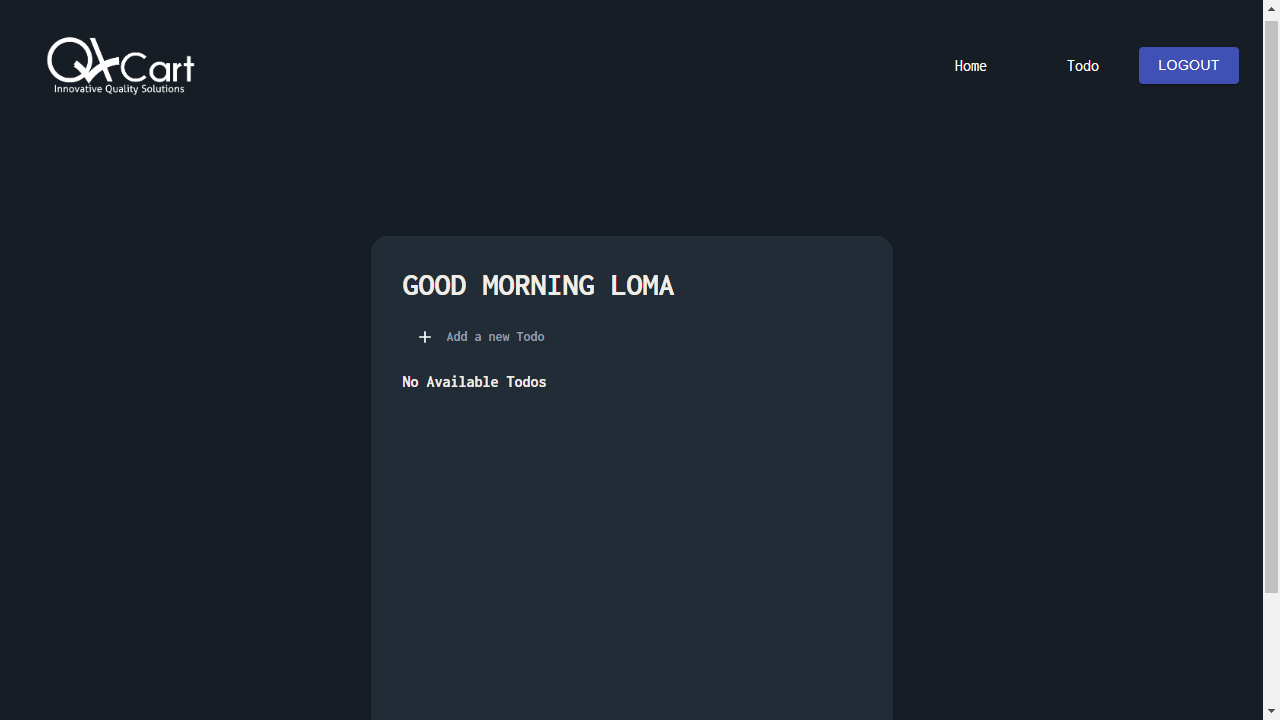 QACart
Innovative Quality Solutions
Home
Todo
LOGOUT
GOOD MORNING LOMA
Add a new Todo
No Available Todos